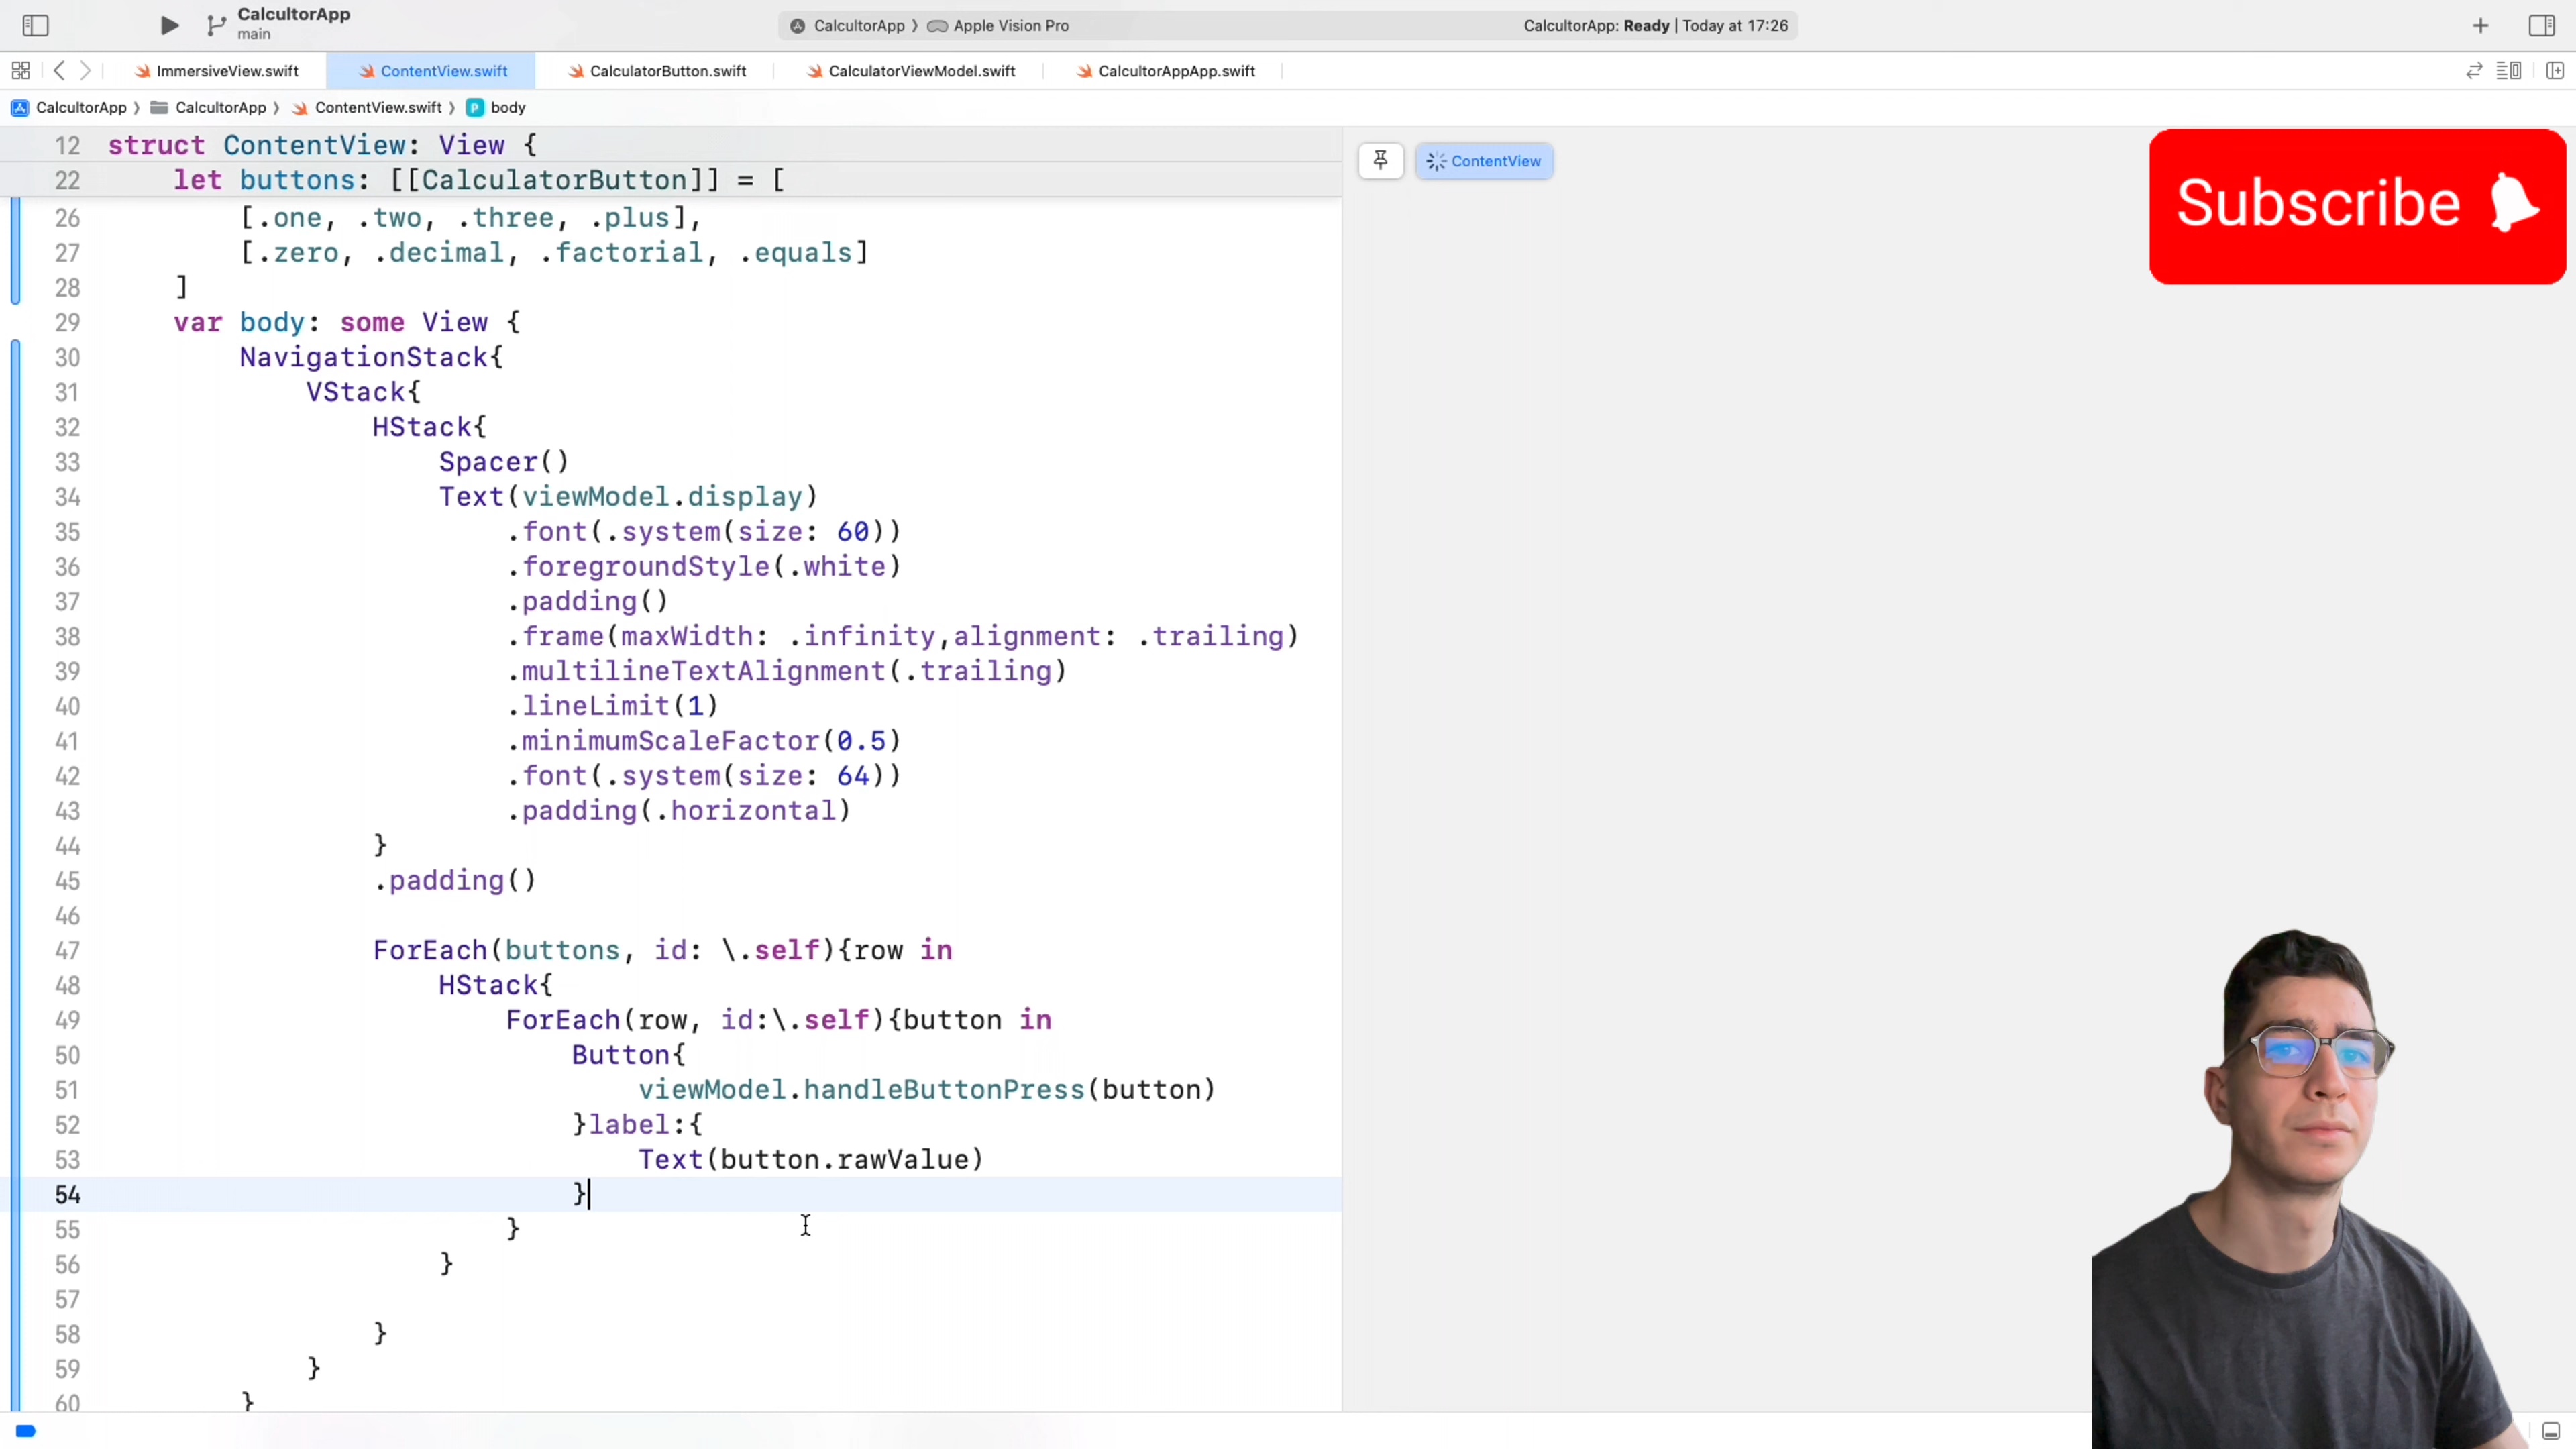 CalcultorApp
main
CalcultorApp 〉 Apple Vision Pro
CalcultorApp: Ready | Today at 17:26
ImmersiveView.swift
ContentView.swift
CalculatorButton.swift
CalculatorViewModel.swift
CalcultorAppApp.swift
CalcultorApp 〉 CalcultorApp 〉 ContentView.swift 〉 P body
12 struct ContentView: View {
22 let buttons: [[CalculatorButton]] = [
26 [.one, .two, .three, .plus],
27 [.zero, .decimal, .factorial, .equals]
28 ]
29 var body: some View {
30 NavigationStack{
31 VStack{
32 HStack{
33 Spacer()
34 Text(viewModel.display)
35 .font(.system(size: 60))
36 .foregroundStyle(.white)
37 .padding()
38 .frame(maxWidth: .infinity,alignment: .trailing)
39 .multilineTextAlignment(.trailing)
40 .lineLimit(1)
41 .minimumScaleFactor(0.5)
42 .font(.system(size: 64))
43 .padding(.horizontal)
44 }
45 .padding()
46
47 ForEach(buttons, id: \.self){row in
48 HStack{
49 ForEach(row, id:\.self){button in
50 Button{
51 viewModel.handleButtonPress(button)
52 }label:{
53 Text(button.rawValue)
54 }
55 }
56 }
57
58 }
59 }
60 }
ContentView
Subscribe